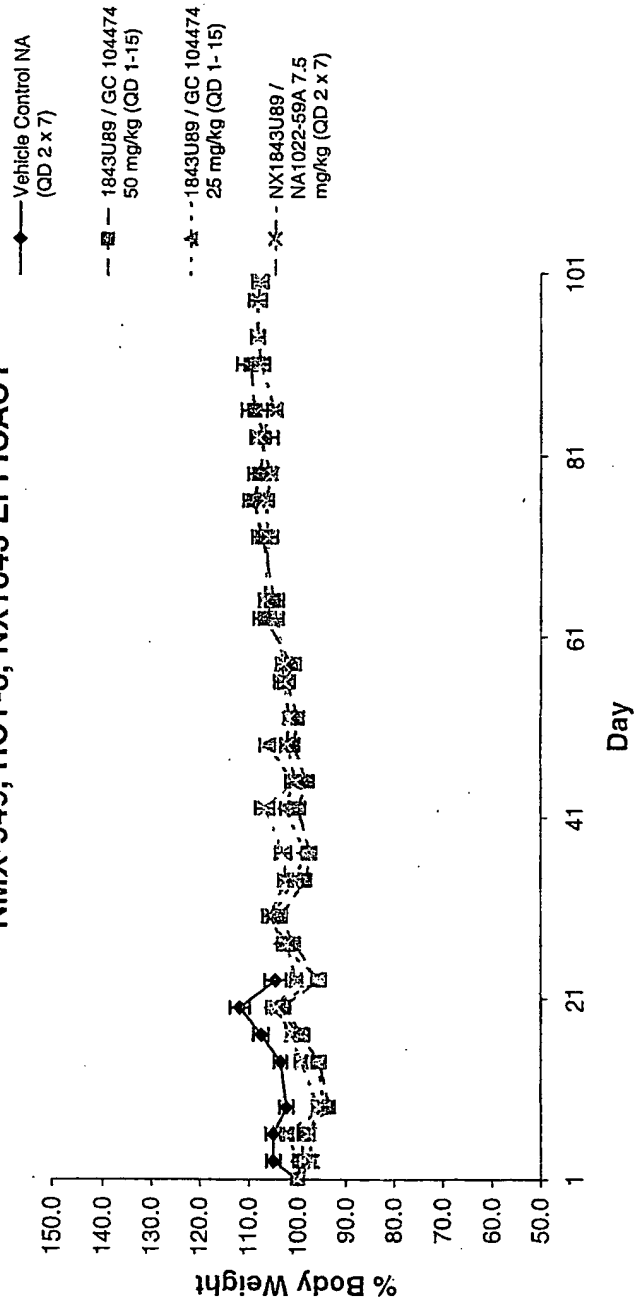 HCT-8, NX1843 EFFICACY
% Body Weight
150.0
140.0
130.0
120.0
110.0
100.0
90.0
80.0
70.0
60.0
50.0
1
21
41
61
81
101
Day
Vehicle Control NA
(QD 2 x 7)
1843U89 / GC 104474
50 mg/kg (QD 1-15)
1843U89 / GC 104474
25 mg/kg (QD 1-15)
NX1843U89 /
NA1022-59A 7.5
mg/kg (QD 2 x 7)